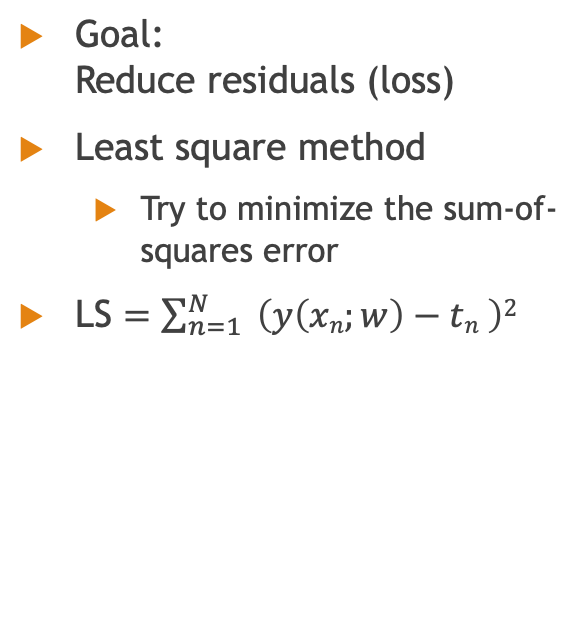 Goal:
Reduce residuals (loss)
Least square method
Try to minimize the sum-of-
squares error
LS = ∑ₙ₌₁ᴺ (y(xₙ; w) − tₙ )²